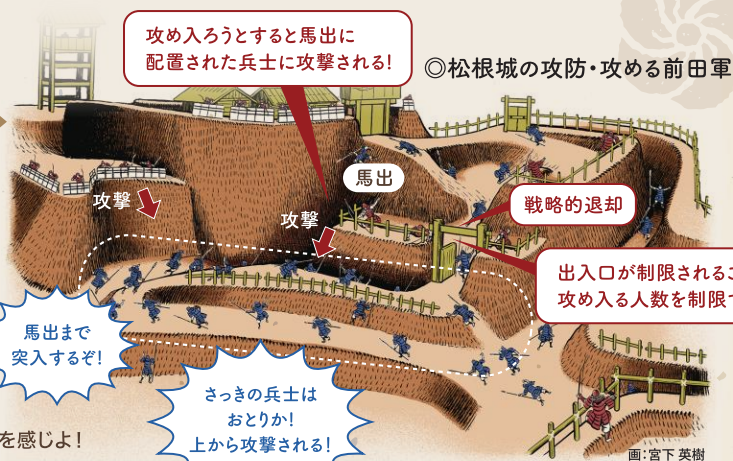 攻め入ろうとすると馬出に
配置された兵士に攻撃される!
◎松根城の攻防・攻める前田軍
馬出
攻撃
攻撃
戦略的退却
出入口が制限されるこ
攻め入る人数を制限で
馬出まで
突入するぞ!
さっきの兵士は
おとりか!
上から攻撃される!
を感じよ!
画:宮下 英樹